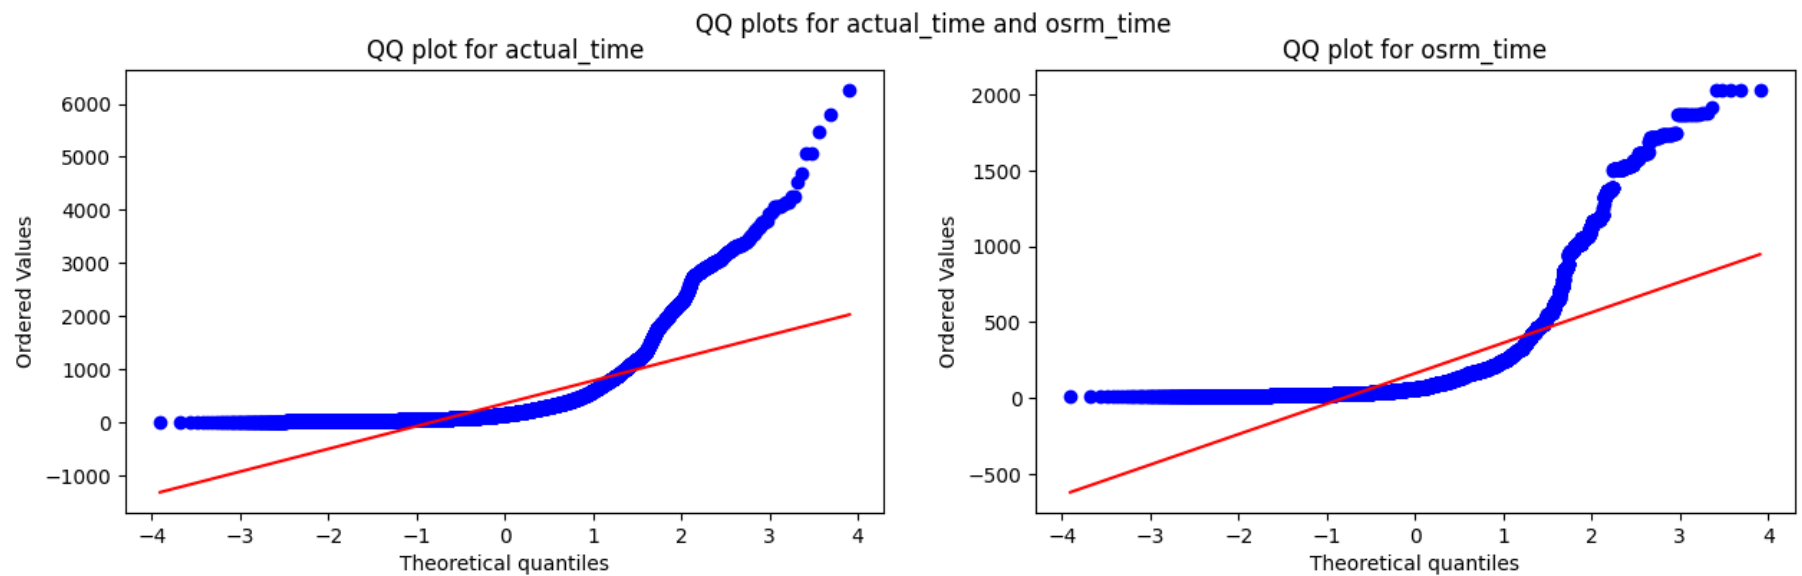 QQ plots for actual_time and osrm_time
QQ plot for actual_time
6000
5000
4000
3000
2000
1000
0
−1000
Ordered Values
−4 −3 −2 −1 0 1 2 3 4
Theoretical quantiles
QQ plot for osrm_time
2000
1500
1000
500
0
−500
Ordered Values
−4 −3 −2 −1 0 1 2 3 4
Theoretical quantiles